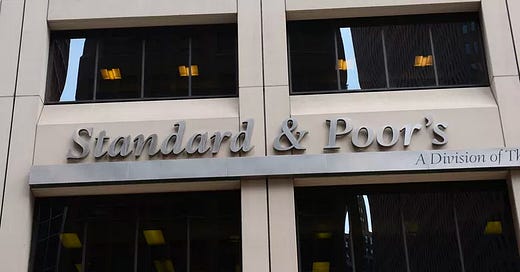 Standard & Poor's
A Division of Th